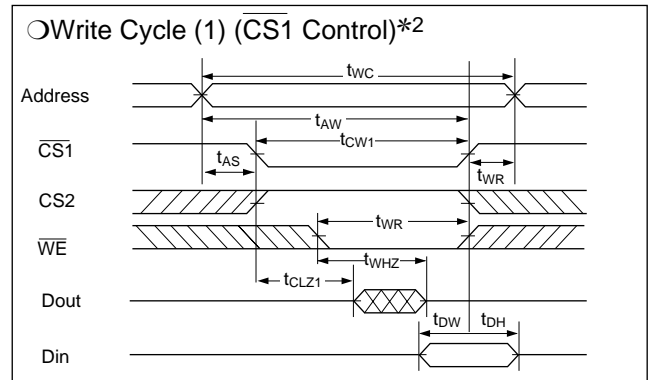 ○Write Cycle (1) (CS1 Control)*2
tWC
Address
tAW
tCW1
CS1
tAS
tWR
CS2
tWR
WE
tWHZ
tCLZ1
Dout
tDW tDH
Din